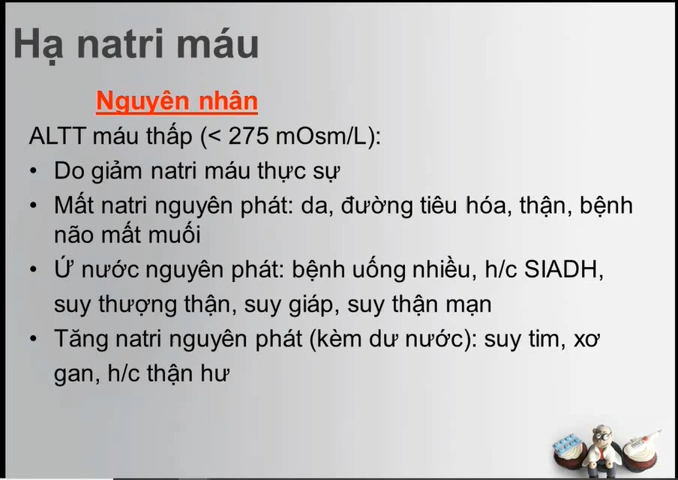 Hạ natri máu
Nguyên nhân
ALTT máu thấp (< 275 mOsm/L):
• Do giảm natri máu thực sự
• Mất natri nguyên phát: da, đường tiêu hóa, thận, bệnh
não mất muối
• Ứ nước nguyên phát: bệnh uống nhiều, h/c SIADH,
suy thượng thận, suy giáp, suy thận mạn
• Tăng natri nguyên phát (kèm dư nước): suy tim, xơ
gan, h/c thận hư